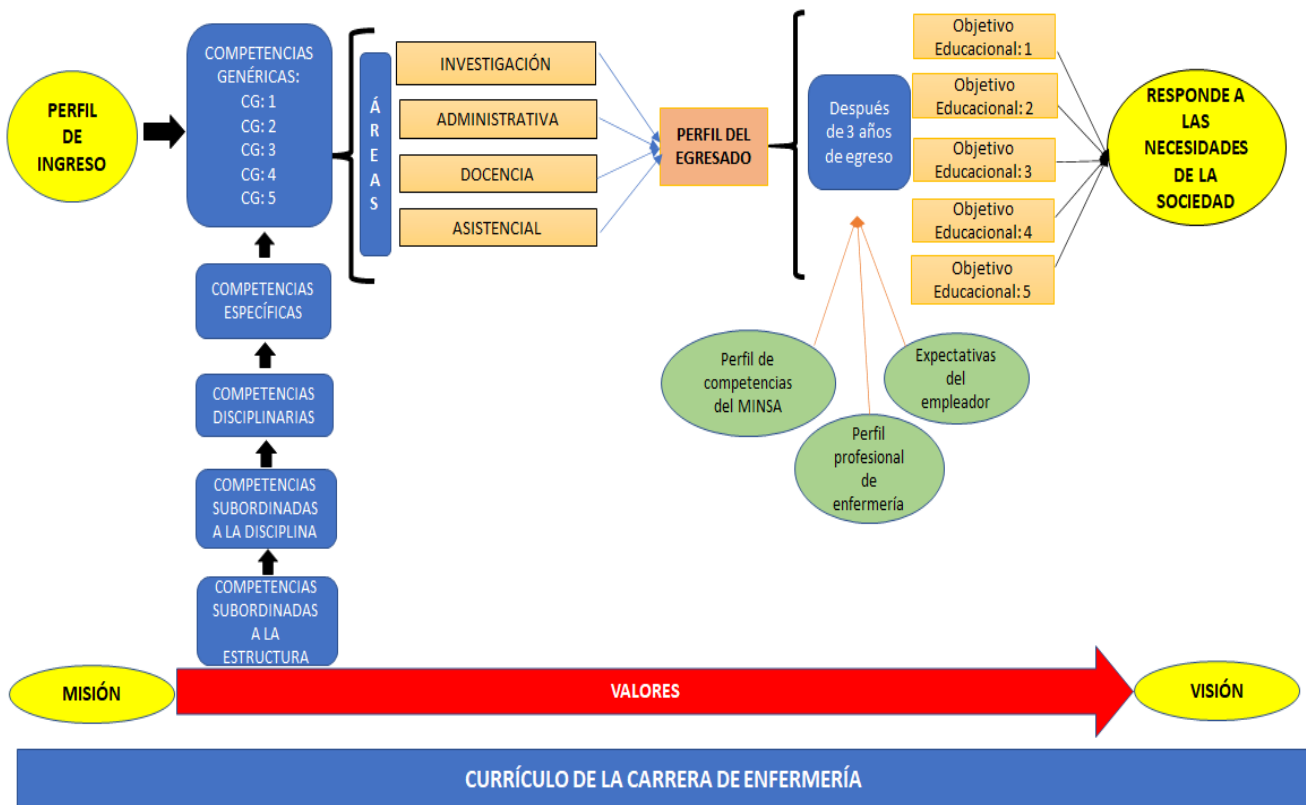 PERFIL
DE
INGRESO
COMPETENCIAS
GENÉRICAS:
CG: 1
CG: 2
CG: 3
CG: 4
CG: 5
COMPETENCIAS
ESPECÍFICAS
COMPETENCIAS
DISCIPLINARIAS
COMPETENCIAS
SUBORDINADAS
A LA DISCIPLINA
COMPETENCIAS
SUBORDINADAS
A LA
ESTRUCTURA
ÁREAS
INVESTIGACIÓN
ADMINISTRATIVA
DOCENCIA
ASISTENCIAL
PERFIL DEL
EGRESADO
Después
de 3 años
de egreso
Objetivo
Educacional: 1
Objetivo
Educacional: 2
Objetivo
Educacional: 3
Objetivo
Educacional: 4
Objetivo
Educacional: 5
RESPONDE A
LAS
NECESIDADES
DE LA
SOCIEDAD
Perfil de
competencias
del MINSA
Perfil
profesional
de
enfermería
Expectativas
del
empleador
MISIÓN
VALORES
VISIÓN
CURRÍCULO DE LA CARRERA DE ENFERMERÍA